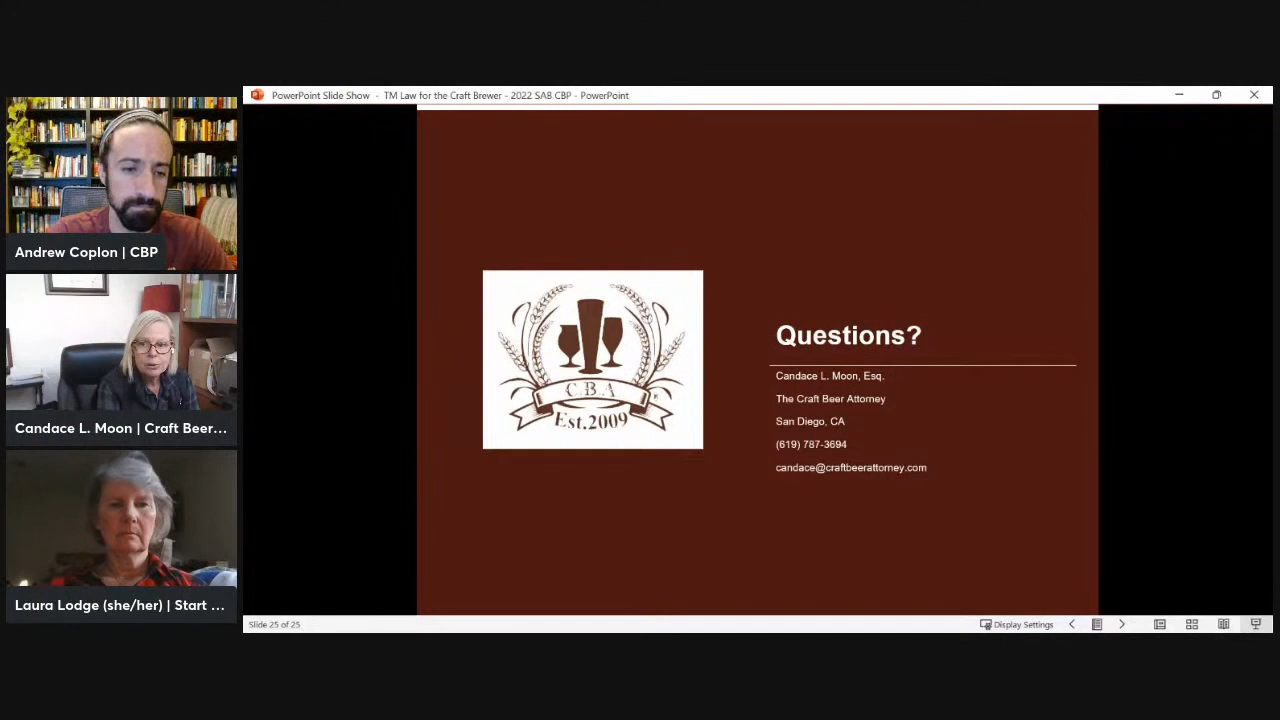 PowerPoint Slide Show - TM Law for the Craft Brewer - 2022 SAB CBP - PowerPoint
Andrew Coplon | CBP
Candace L. Moon | Craft Beer...
Laura Lodge (she/her) | Start ...
C.B.A
Est.2009
Questions?
Candace L. Moon, Esq.
The Craft Beer Attorney
San Diego, CA
(619) 787-3694
candace@craftbeerattorney.com
Slide 25 of 25
Display Settings